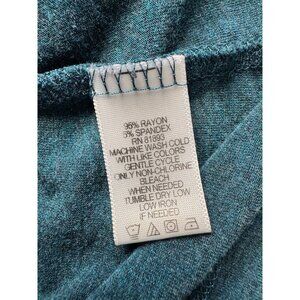 95% RAYON
5% SPANDEX
RN 81893
MACHINE WASH COLD
WITH LIKE COLORS
GENTLE CYCLE
ONLY NON-CHLORINE
BLEACH
WHEN NEEDED
TUMBLE DRY LOW
LOW IRON
IF NEEDED